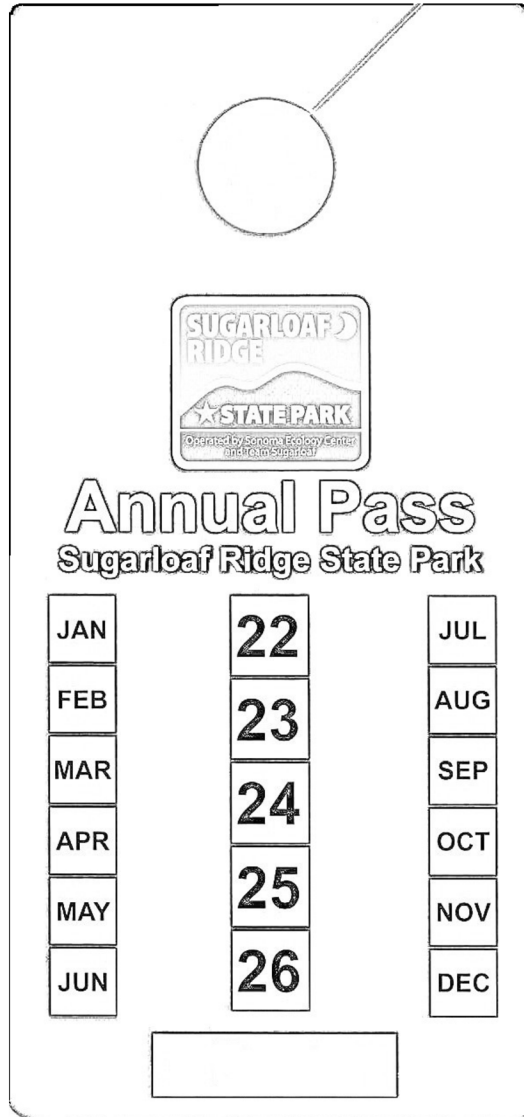 SUGARLOAF
RIDGE
STATE PARK
Operated by Sonoma Ecology Center
and Team Sugarloaf
Annual Pass
Sugarloaf Ridge State Park
JAN 22 JUL
FEB 23 AUG
MAR 24 SEP
APR 25 OCT
MAY 26 NOV
JUN DEC